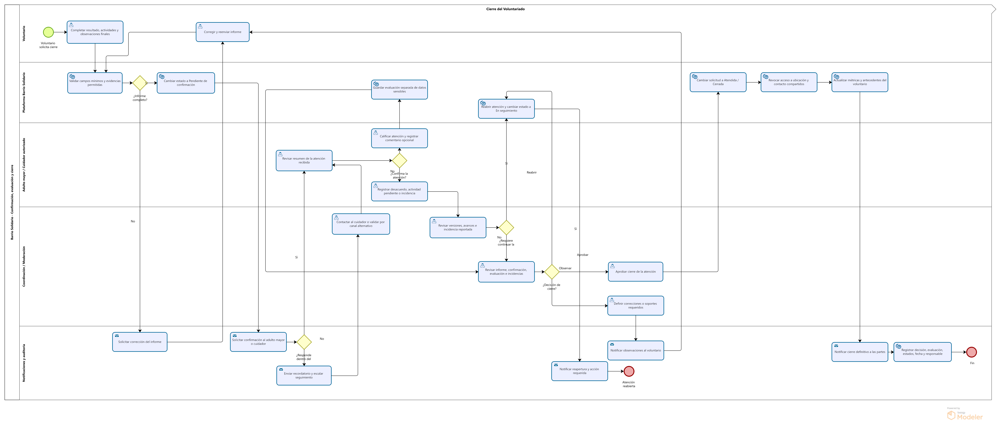 Cierre del Voluntariado
Barrio Solidario - Confirmación, evaluación y cierre
Voluntario
Voluntario
solicita cierre
Completar resultado, actividades y
observaciones finales
Corregir y reenviar informe
Plataforma Barrio Solidario
Validar campos mínimos y evidencias
permitidas
Sí
¿Informe
completo?
Cambiar estado a Pendiente de
confirmación
Guardar evaluación separada de datos
sensibles
Reabrir atención y cambiar estado a
En seguimiento
Cambiar solicitud a Atendida /
Cerrada
Revocar acceso a ubicación y
contacto compartidos
Actualizar métricas y antecedentes del
voluntario
Adulto mayor / Cuidador autorizado
Calificar atención y registrar
comentario opcional
Revisar resumen de la atención
recibida
No
¿Confirma la
atención?
Registrar desacuerdo, actividad
pendiente o incidencia
Sí
Reabrir
Coordinación / Moderación
No
Contactar al cuidador o validar por
canal alternativo
Revisar versiones, avances e
incidencia reportada
No
¿Requiere
continuar la
Sí
Sí
Aprobar
Revisar informe, confirmación,
evaluación e incidencias
Observar
¿Decisión de
cierre?
Aprobar cierre de la atención
Definir correcciones o soportes
requeridos
Notificaciones y auditoría
Solicitar corrección del informe
Solicitar confirmación al adulto mayor
o cuidador
No
¿Responde
dentro del
Enviar recordatorio y escalar
seguimiento
Notificar observaciones al voluntario
Notificar reapertura y acción
requerida
Atención
reabierta
Notificar cierre definitivo a las partes
Registrar decisión, evaluación,
estados, fecha y responsable
Fin
Powered by
bizagi
Modeler